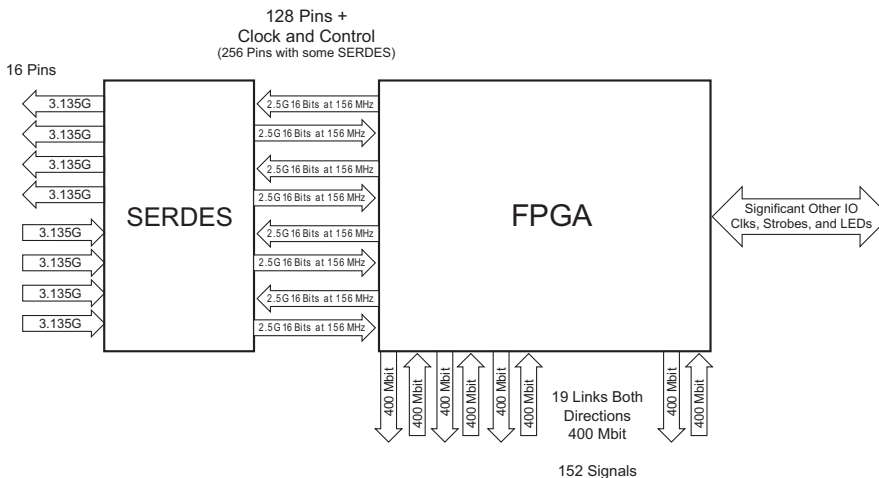 128 Pins +
Clock and Control
(256 Pins with some SERDES)
16 Pins
3.135G
3.135G
3.135G
3.135G
3.135G
3.135G
3.135G
3.135G
SERDES
2.5G 16 Bits at 156 MHz
2.5G 16 Bits at 156 MHz
2.5G 16 Bits at 156 MHz
2.5G 16 Bits at 156 MHz
2.5G 16 Bits at 156 MHz
2.5G 16 Bits at 156 MHz
2.5G 16 Bits at 156 MHz
2.5G 16 Bits at 156 MHz
FPGA
Significant Other IO
Clks, Strobes, and LEDs
400 Mbit
400 Mbit
400 Mbit
400 Mbit
400 Mbit
400 Mbit
19 Links Both
Directions
400 Mbit
400 Mbit
400 Mbit
152 Signals